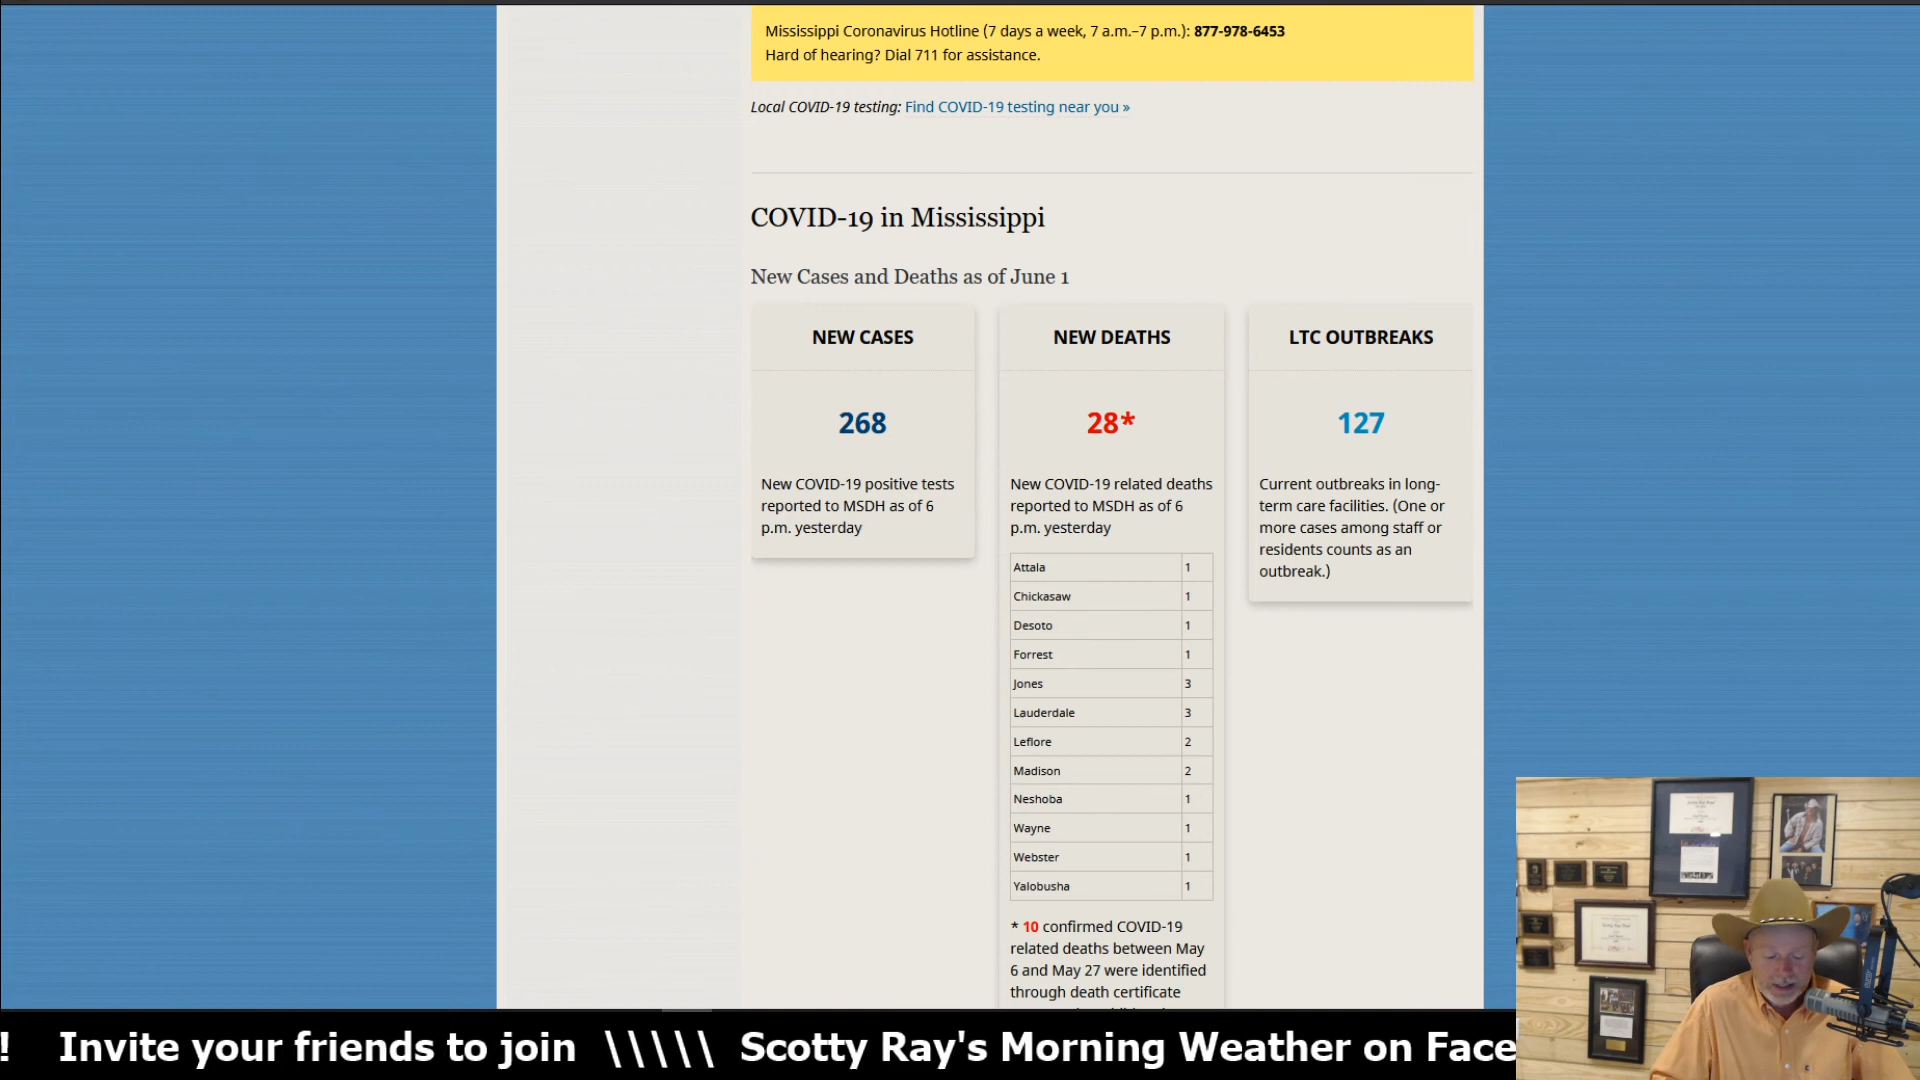 Mississippi Coronavirus Hotline (7 days a week, 7 a.m.–7 p.m.): 877-978-6453
Hard of hearing? Dial 711 for assistance.
Local COVID-19 testing: Find COVID-19 testing near you »
COVID-19 in Mississippi
New Cases and Deaths as of June 1
NEW CASES
268
New COVID-19 positive tests
reported to MSDH as of 6
p.m. yesterday
NEW DEATHS
28*
New COVID-19 related deaths
reported to MSDH as of 6
p.m. yesterday
Attala 1
Chickasaw 1
Desoto 1
Forrest 1
Jones 3
Lauderdale 3
Leflore 2
Madison 2
Neshoba 1
Wayne 1
Webster 1
Yalobusha 1
* 10 confirmed COVID-19
related deaths between May
6 and May 27 were identified
through death certificate
LTC OUTBREAKS
127
Current outbreaks in long-
term care facilities. (One or
more cases among staff or
residents counts as an
outbreak.)
! Invite your friends to join \\\\\ Scotty Ray's Morning Weather on Face